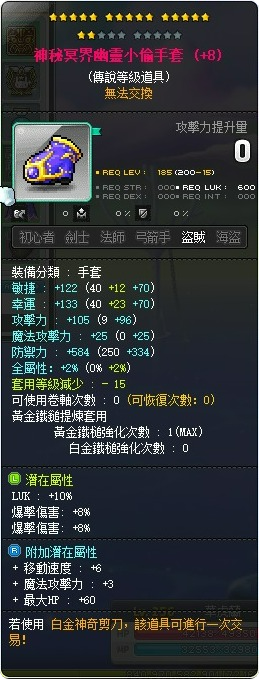 神秘冥界幽靈小偷手套 (+8)
(傳說等級道具)
無法交換
攻擊力提升量
0
REQ LEV : 185 (200-15)
REQ STR : 000 REQ LUK : 600
REQ DEX : 000 REQ INT : 000
0 % 0 % 0 %
初心者 劍士 法師 弓箭手 盜賊 海盜
裝備分類 : 手套
敏捷 : +122 (40 +12 +70)
幸運 : +133 (40 +23 +70)
攻擊力 : +105 (9 +96)
魔法攻擊力 : +25 (0 +25)
防禦力 : +584 (250 +334)
全屬性: +2% (0% +2%)
套用等級減少 : - 15
可使用卷軸次數 : 0 (可恢復次數: 0)
黃金鐵鎚提煉套用
黃金鐵鎚強化次數 : 1(MAX)
白金鐵鎚強化次數 : 0
L 潛在屬性
LUK : +10%
爆擊傷害: +8%
爆擊傷害: +8%
R 附加潛在屬性
+ 移動速度 : +6
+ 魔法攻擊力 : +3
+ 最大HP : +60
若使用 白金神奇剪刀，該道具可進行一次交
易!